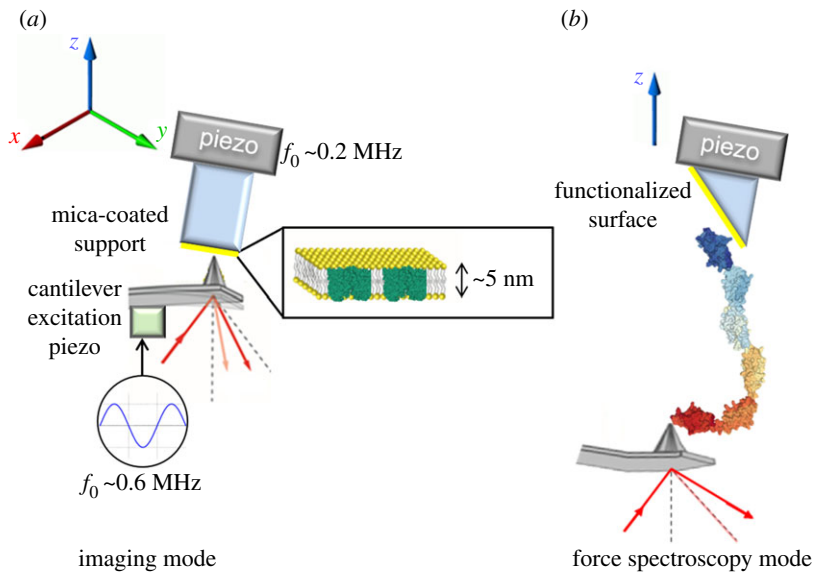 (a)
z
x
y
piezo
f₀ ~0.2 MHz
mica-coated
support
cantilever
excitation
piezo
~5 nm
f₀ ~0.6 MHz
imaging mode
(b)
z
piezo
functionalized
surface
force spectroscopy mode